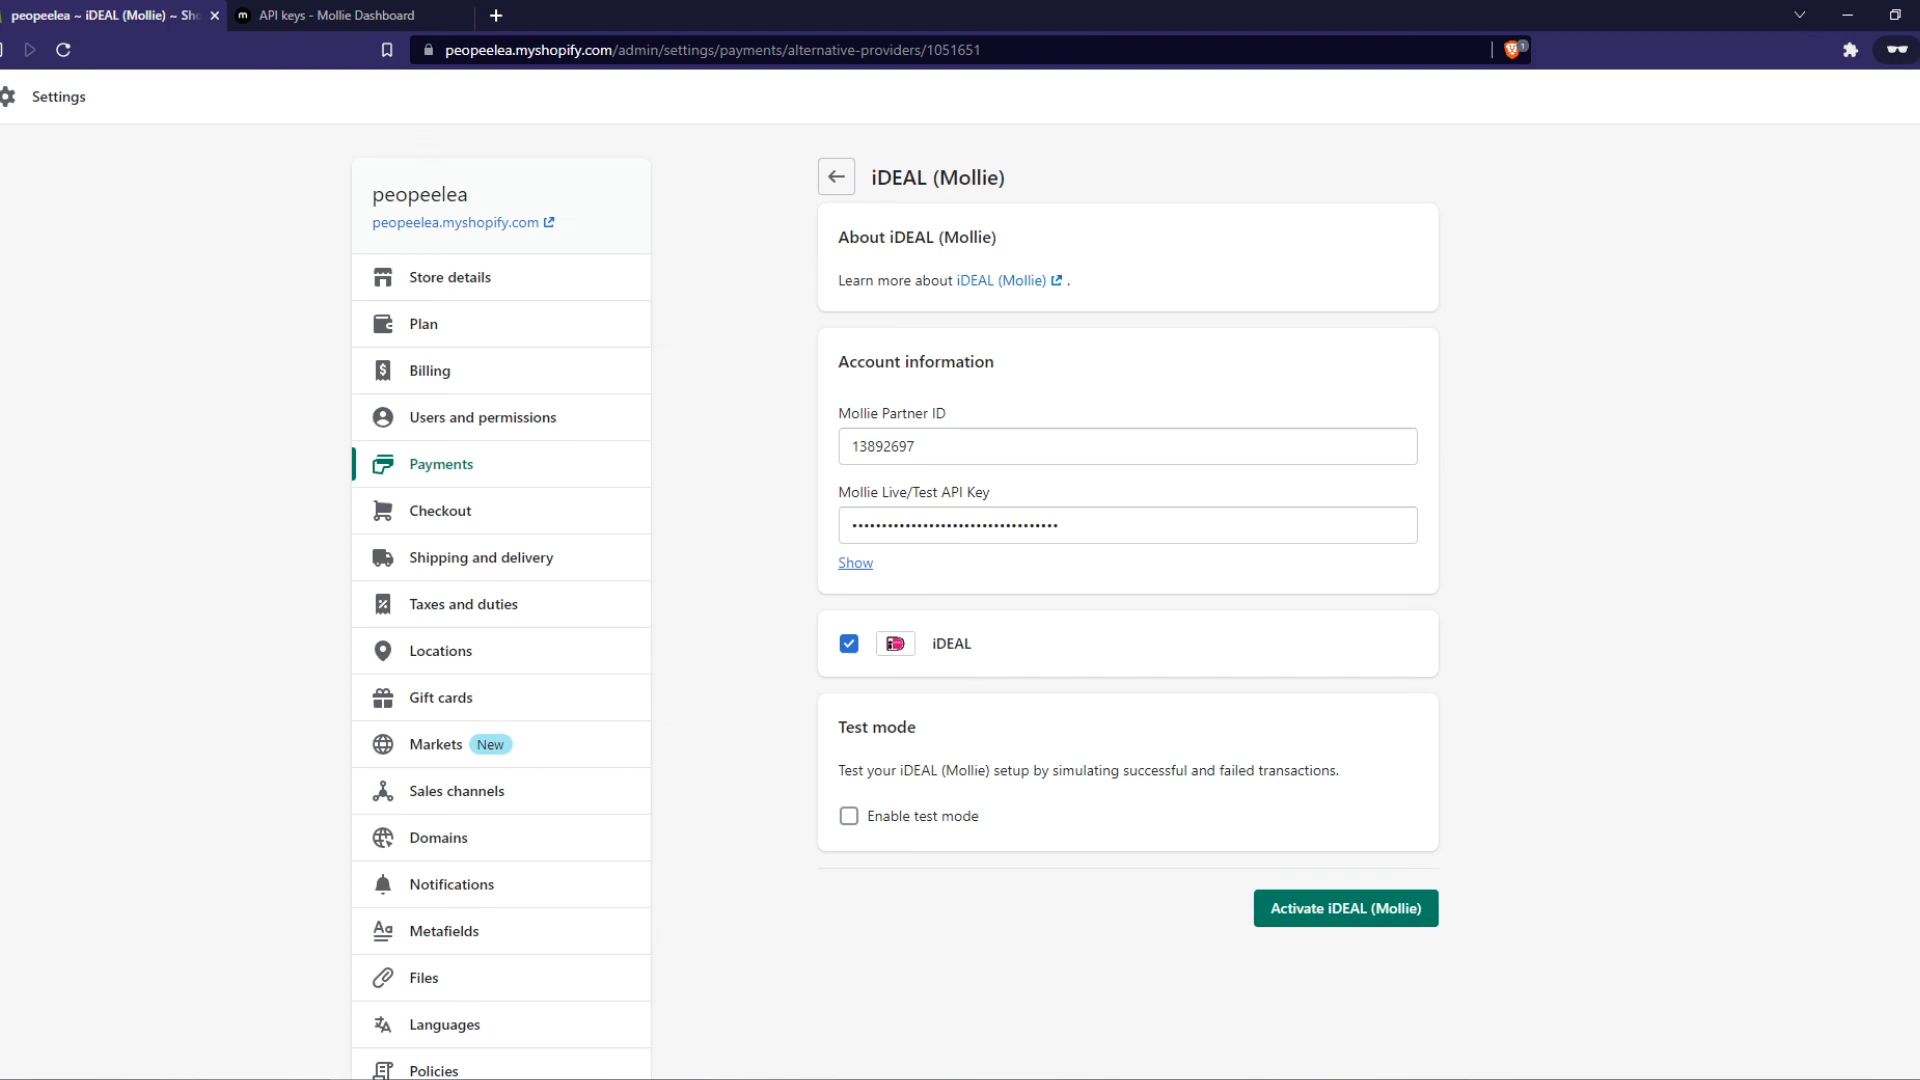 peopeelea ~ iDEAL (Mollie) ~ Sho
API keys - Mollie Dashboard
peopeelea.myshopify.com/admin/settings/payments/alternative-providers/1051651
1
Settings
peopeelea
peopeelea.myshopify.com
Store details
Plan
Billing
Users and permissions
Payments
Checkout
Shipping and delivery
Taxes and duties
Locations
Gift cards
Markets New
Sales channels
Domains
Notifications
Metafields
Files
Languages
Policies
iDEAL (Mollie)
About iDEAL (Mollie)
Learn more about iDEAL (Mollie) .
Account information
Mollie Partner ID
13892697
Mollie Live/Test API Key
•••••••••••••••••••••••••••••••••••
Show
iDEAL
Test mode
Test your iDEAL (Mollie) setup by simulating successful and failed transactions.
Enable test mode
Activate iDEAL (Mollie)